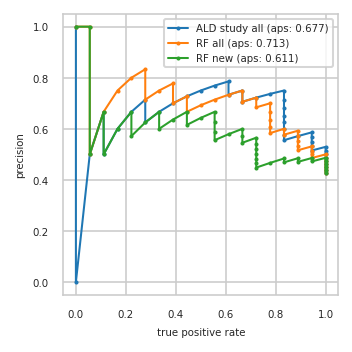 ALD study all (aps: 0.677)
RF all (aps: 0.713)
RF new (aps: 0.611)
precision
1.0
0.8
0.6
0.4
0.2
0.0
0.0 0.2 0.4 0.6 0.8 1.0
true positive rate